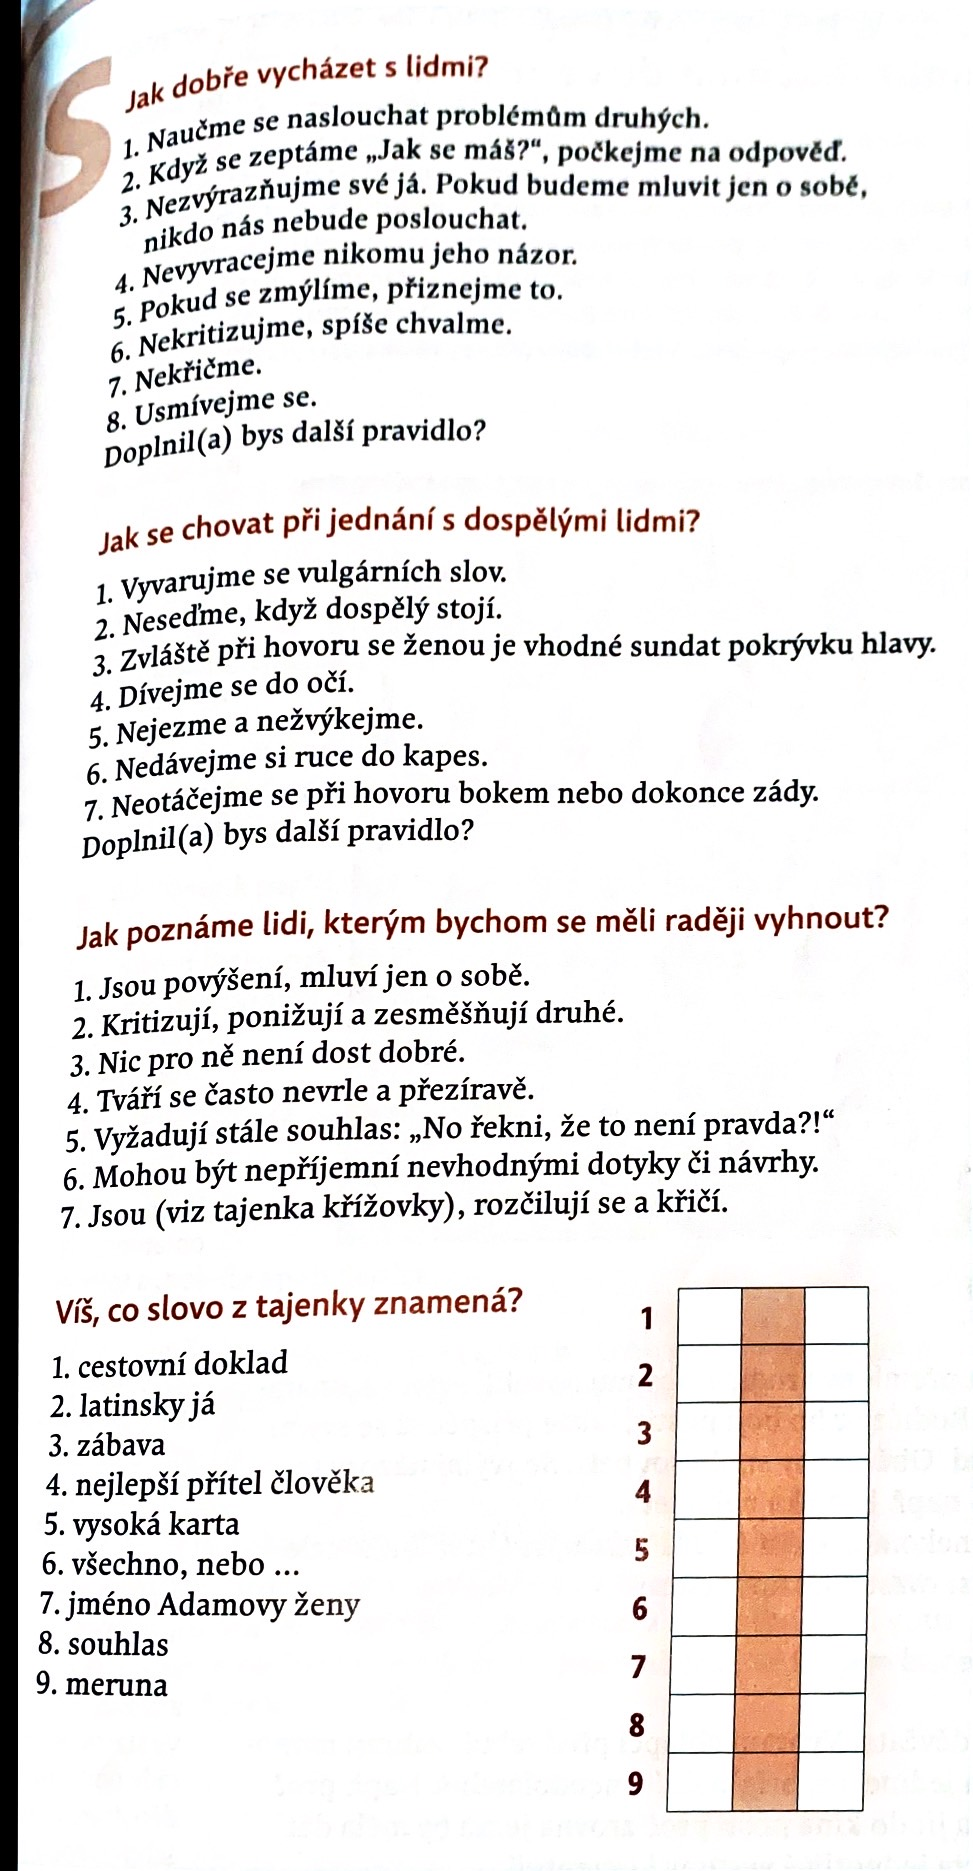 S
Jak dobře vycházet s lidmi?
1. Naučme se naslouchat problémům druhých.
2. Když se zeptáme „Jak se máš?“, počkejme na odpověď.
3. Nezvýrazňujme své já. Pokud budeme mluvit jen o sobě,
nikdo nás nebude poslouchat.
4. Nevyvracejme nikomu jeho názor.
5. Pokud se zmýlíme, přiznejme to.
6. Nekritizujme, spíše chvalme.
7. Nekřičme.
8. Usmívejme se.
Doplnil(a) bys další pravidlo?
Jak se chovat při jednání s dospělými lidmi?
1. Vyvarujme se vulgárních slov.
2. Neseďme, když dospělý stojí.
3. Zvláště při hovoru se ženou je vhodné sundat pokrývku hlavy.
4. Dívejme se do očí.
5. Nejezme a nežvýkejme.
6. Nedávejme si ruce do kapes.
7. Neotáčejme se při hovoru bokem nebo dokonce zády.
Doplnil(a) bys další pravidlo?
Jak poznáme lidi, kterým bychom se měli raději vyhnout?
1. Jsou povýšení, mluví jen o sobě.
2. Kritizují, ponižují a zesměšňují druhé.
3. Nic pro ně není dost dobré.
4. Tváří se často nevrle a přezíravě.
5. Vyžadují stále souhlas: „No řekni, že to není pravda?!“
6. Mohou být nepříjemní nevhodnými dotyky či návrhy.
7. Jsou (viz tajenka křížovky), rozčilují se a křičí.
Víš, co slovo z tajenky znamená?
1. cestovní doklad
2. latinsky já
3. zábava
4. nejlepší přítel člověka
5. vysoká karta
6. všechno, nebo ...
7. jméno Adamovy ženy
8. souhlas
9. meruna
1
2
3
4
5
6
7
8
9